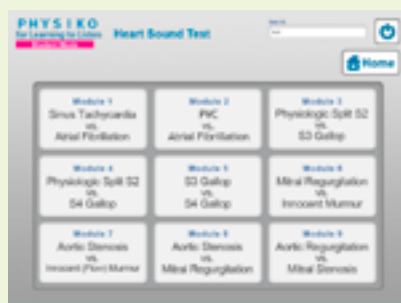 PHYSIKO
for Learning to Listen
Heart Sound Test
Home
Module 1
Sinus Tachycardia
vs.
Atrial Fibrillation
Module 2
PVC
vs.
Atrial Fibrillation
Module 3
Physiologic Split S2
vs.
S3 Gallop
Module 4
Physiologic Split S2
vs.
S4 Gallop
Module 5
S3 Gallop
vs.
S4 Gallop
Module 6
Mitral Regurgitation
vs.
Innocent Murmur
Module 7
Aortic Stenosis
vs.
Innocent (Flow) Murmur
Module 8
Aortic Stenosis
vs.
Mitral Regurgitation
Module 9
Aortic Regurgitation
vs.
Mitral Stenosis